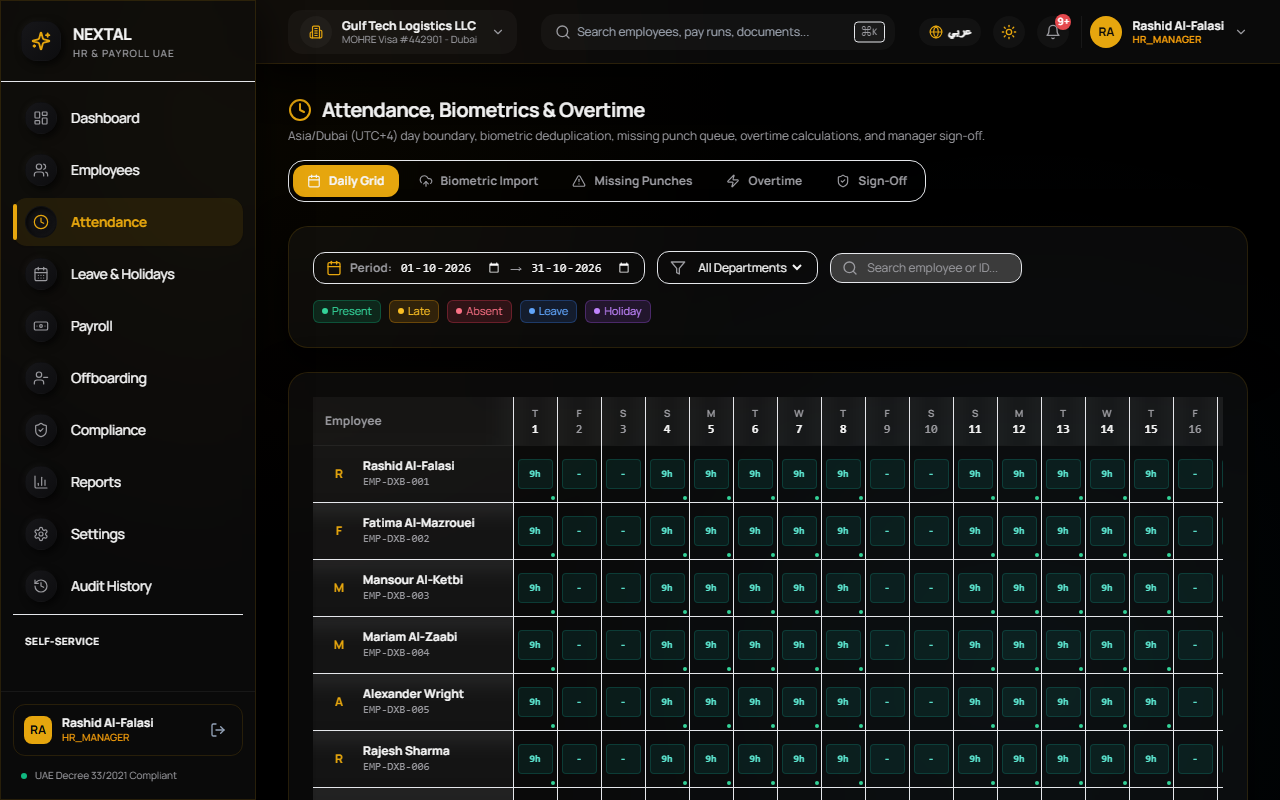 NEXTAL
HR & PAYROLL UAE
Dashboard
Employees
Attendance
Leave & Holidays
Payroll
Offboarding
Compliance
Reports
Settings
Audit History
SELF-SERVICE
RA
Rashid Al-Falasi
HR_MANAGER
UAE Decree 33/2021 Compliant
Gulf Tech Logistics LLC
MOHRE Visa #442901 - Dubai
Search employees, pay runs, documents...
⌘K
عربي
9+
RA
Rashid Al-Falasi
HR_MANAGER
Attendance, Biometrics & Overtime
Asia/Dubai (UTC+4) day boundary, biometric deduplication, missing punch queue, overtime calculations, and manager sign-off.
Daily Grid Biometric Import Missing Punches Overtime Sign-Off
Period: 01-10-2026 → 31-10-2026 All Departments Search employee or ID...
Present Late Absent Leave Holiday
Employee
T F S S M T W T F S S M T W T F
1 2 3 4 5 6 7 8 9 10 11 12 13 14 15 16
R Rashid Al-Falasi
EMP-DXB-001
9h - - 9h 9h 9h 9h 9h - - 9h 9h 9h 9h 9h -
F Fatima Al-Mazrouei
EMP-DXB-002
9h - - 9h 9h 9h 9h 9h - - 9h 9h 9h 9h 9h -
M Mansour Al-Ketbi
EMP-DXB-003
9h - - 9h 9h 9h 9h 9h - - 9h 9h 9h 9h 9h -
M Mariam Al-Zaabi
EMP-DXB-004
9h - - 9h 9h 9h 9h 9h - - 9h 9h 9h 9h 9h -
A Alexander Wright
EMP-DXB-005
9h - - 9h 9h 9h 9h 9h - - 9h 9h 9h 9h 9h -
R Rajesh Sharma
EMP-DXB-006
9h - - 9h 9h 9h 9h 9h - - 9h 9h 9h 9h 9h -